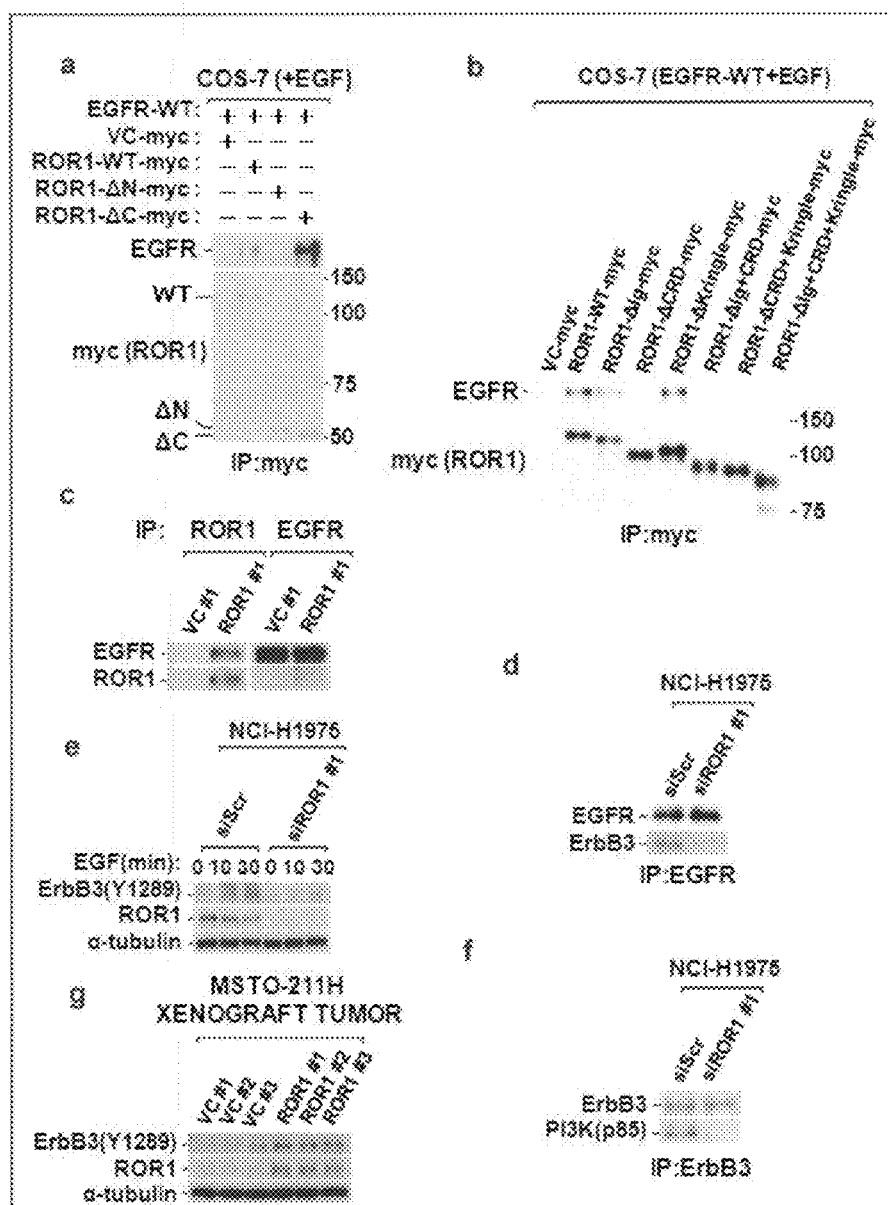 a
COS-7 (+EGF)
EGFR-WT: + + + +
VC-myc: + — — —
ROR1-WT-myc: — + — —
ROR1-ΔN-myc: — — + —
ROR1-ΔC-myc: — — — +
EGFR
WT
myc (ROR1)
ΔN
ΔC
150
100
75
50
IP:myc
b
COS-7 (EGFR-WT+EGF)
VC-myc
ROR1-WT-myc
ROR1-ΔIg-myc
ROR1-ΔCRD-myc
ROR1-ΔKringle-myc
ROR1-ΔIg+CRD-myc
ROR1-ΔCRD+Kringle-myc
ROR1-ΔIg+CRD+Kringle-myc
EGFR
myc (ROR1)
-150
-100
-75
IP:myc
c
IP: ROR1 EGFR
VC #1
ROR1 #1
VC #1
ROR1 #1
EGFR
ROR1
d
NCI-H1975
siScr
siROR1 #1
EGFR
ErbB3
IP:EGFR
e
NCI-H1975
siScr
siROR1 #1
EGF(min): 0 10 30 0 10 30
ErbB3(Y1289)
ROR1
α-tubulin
f
NCI-H1975
siScr
siROR1 #1
ErbB3
PI3K(p85)
IP:ErbB3
g
MSTO-211H
XENOGRAFT TUMOR
VC #1
VC #2
VC #3
ROR1 #1
ROR1 #2
ROR1 #3
ErbB3(Y1289)
ROR1
α-tubulin